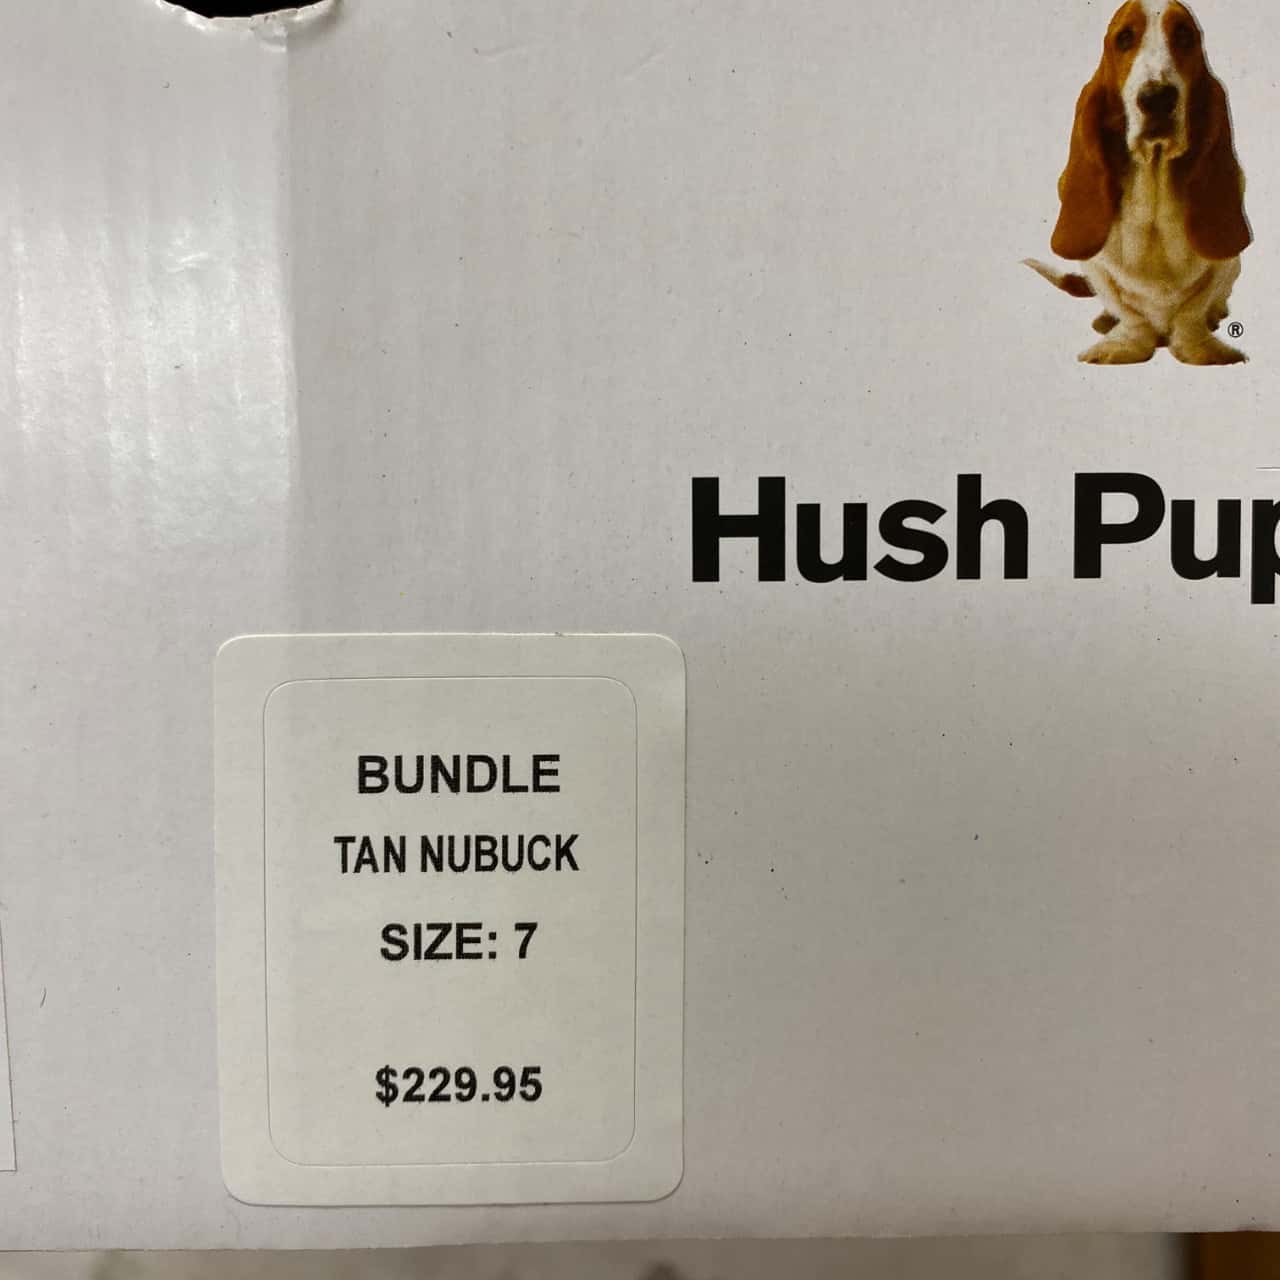 ®
Hush Pup
BUNDLE
TAN NUBUCK
SIZE: 7
$229.95